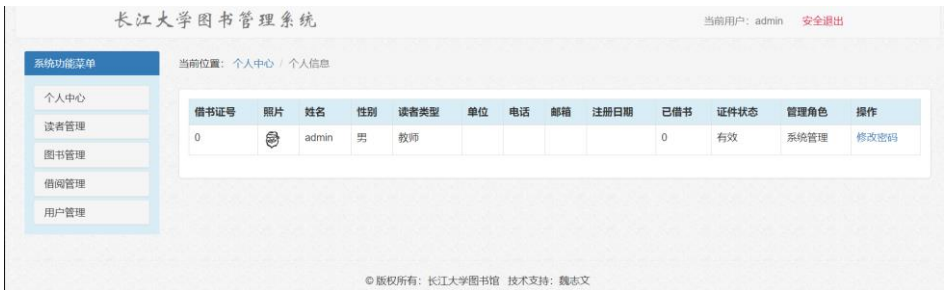 长江大学图书管理系统
当前用户：admin 安全退出
系统功能菜单
个人中心
读者管理
图书管理
借阅管理
用户管理
当前位置：个人中心 / 个人信息
借书证号 照片 姓名 性别 读者类型 单位 电话 邮箱 注册日期 已借书 证件状态 管理角色 操作
0 admin 男 教师 0 有效 系统管理 修改密码
© 版权所有：长江大学图书馆 技术支持：魏志文